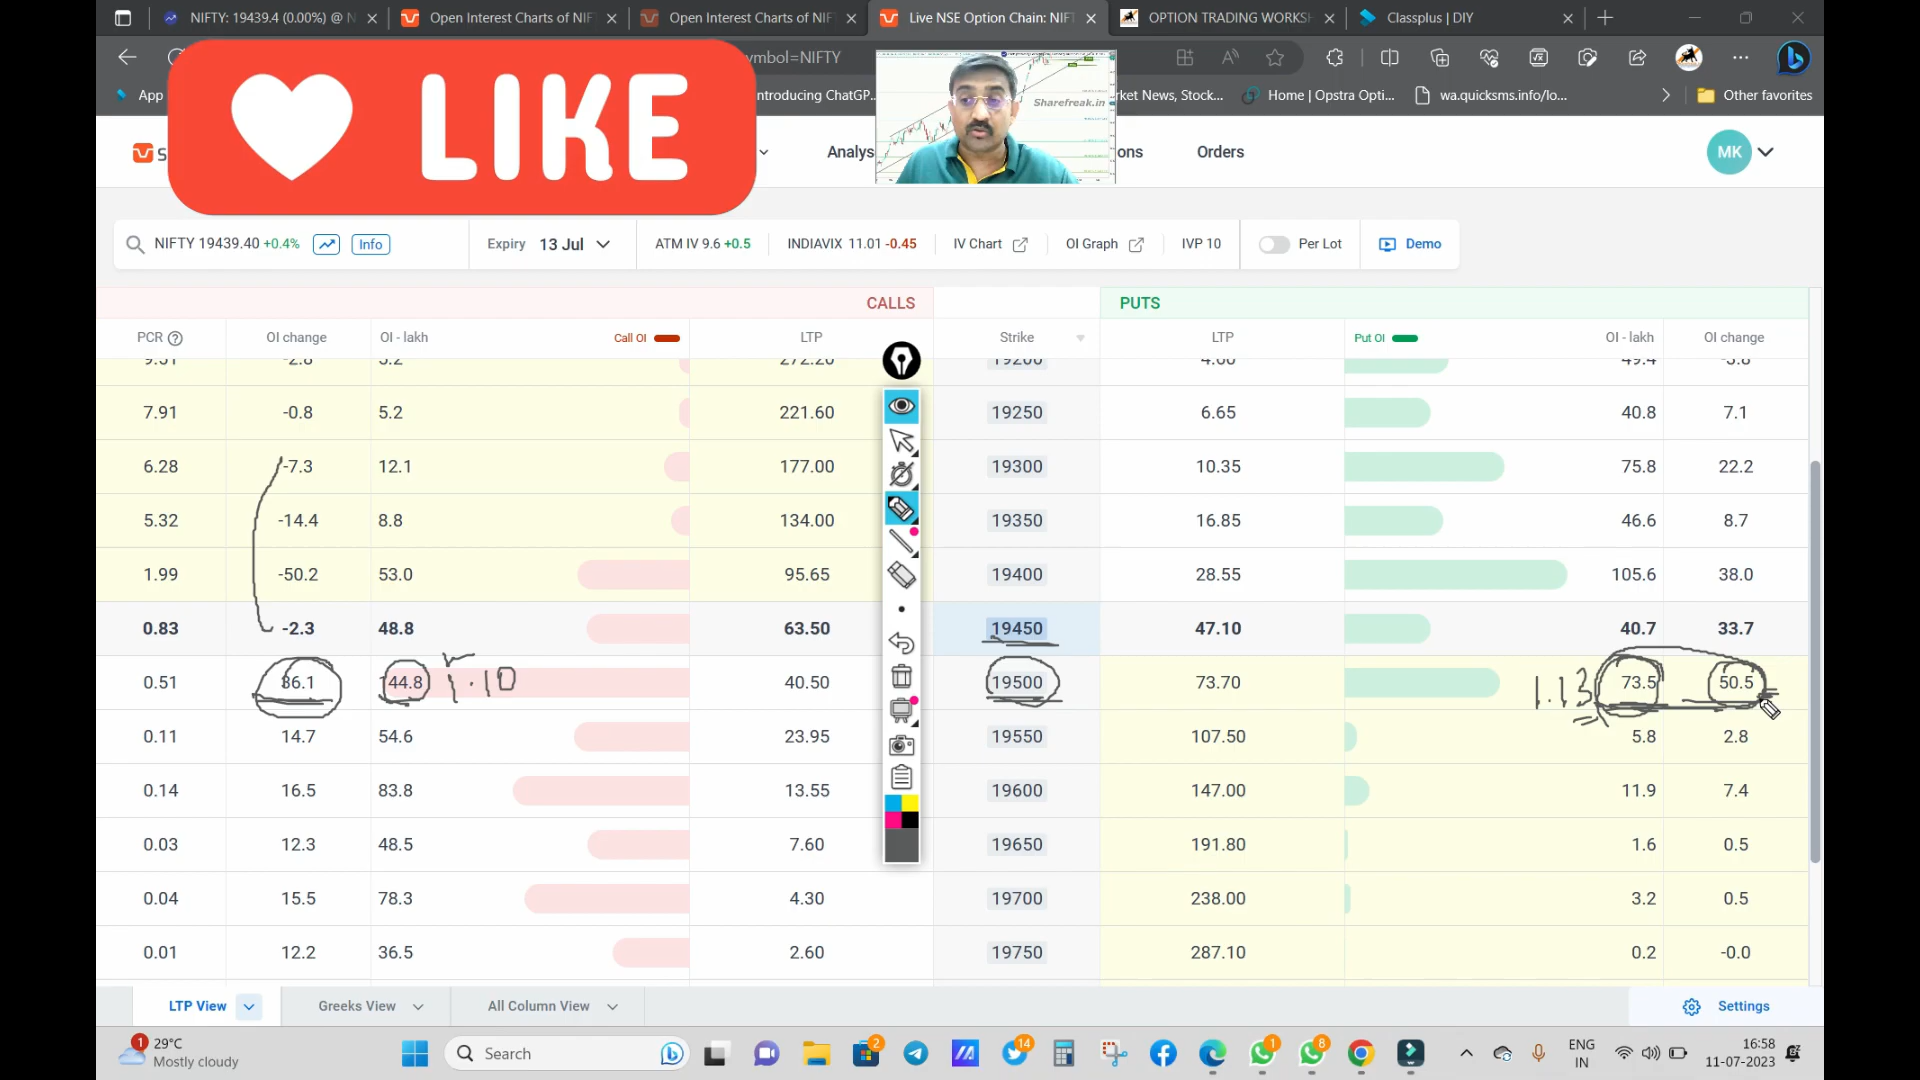 NIFTY: 19439.4 (0.00%) @ N
Open Interest Charts of NIF
Open Interest Charts of NIF
Live NSE Option Chain: NIFT
OPTION TRADING WORKSH
Classplus | DIY
ymbol=NIFTY
App
ntroducing ChatGP...
rket News, Stock...
Home | Opstra Opti...
wa.quicksms.info/lo...
Other favorites
LIKE
Sharefreak.in
S
Analys
ons
Orders
MK
NIFTY 19439.40 +0.4%
Info
Expiry 13 Jul
ATM IV 9.6 +0.5
INDIAVIX 11.01 -0.45
IV Chart
OI Graph
IVP 10
Per Lot
Demo
CALLS
PUTS
PCR
OI change
OI - lakh
Call OI
LTP
Strike
LTP
Put OI
OI - lakh
OI change
7.91 -0.8 5.2 221.60 19250 6.65 40.8 7.1
6.28 -7.3 12.1 177.00 19300 10.35 75.8 22.2
5.32 -14.4 8.8 134.00 19350 16.85 46.6 8.7
1.99 -50.2 53.0 95.65 19400 28.55 105.6 38.0
0.83 -2.3 48.8 63.50 19450 47.10 40.7 33.7
0.51 36.1 144.8 1.10 40.50 19500 73.70 1.13 73.5 50.5
0.11 14.7 54.6 23.95 19550 107.50 5.8 2.8
0.14 16.5 83.8 13.55 19600 147.00 11.9 7.4
0.03 12.3 48.5 7.60 19650 191.80 1.6 0.5
0.04 15.5 78.3 4.30 19700 238.00 3.2 0.5
0.01 12.2 36.5 2.60 19750 287.10 0.2 -0.0
LTP View
Greeks View
All Column View
Settings
1
29°C
Mostly cloudy
Search
2
14
1
8
ENG
IN
16:58
11-07-2023